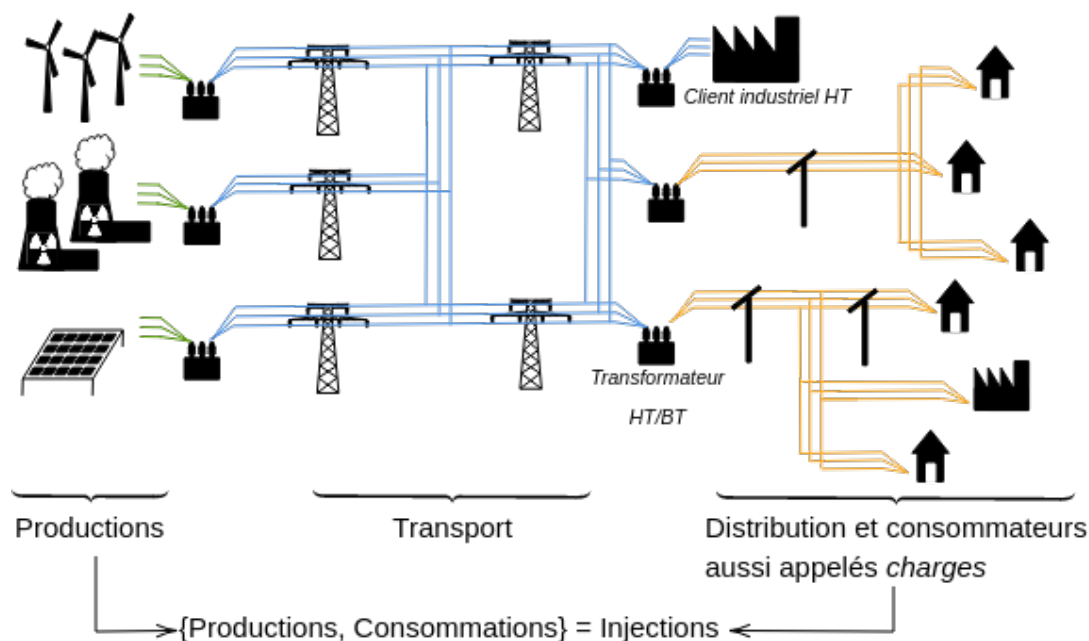 Client industriel HT
Transformateur
HT/BT
Productions
Transport
Distribution et consommateurs
aussi appelés charges
{Productions, Consommations} = Injections